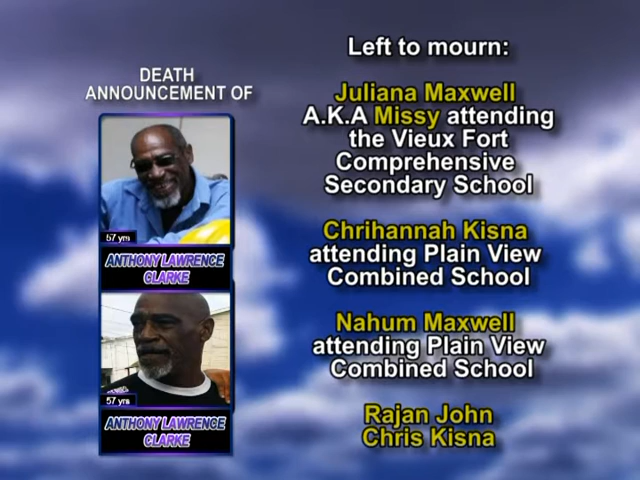 DEATH
ANNOUNCEMENT OF
57 yrs
ANTHONY LAWRENCE
CLARKE
57 yrs
ANTHONY LAWRENCE
CLARKE
Left to mourn:
Juliana Maxwell
A.K.A Missy attending
the Vieux Fort
Comprehensive
Secondary School
Chrihannah Kisna
attending Plain View
Combined School
Nahum Maxwell
attending Plain View
Combined School
Rajan John
Chris Kisna